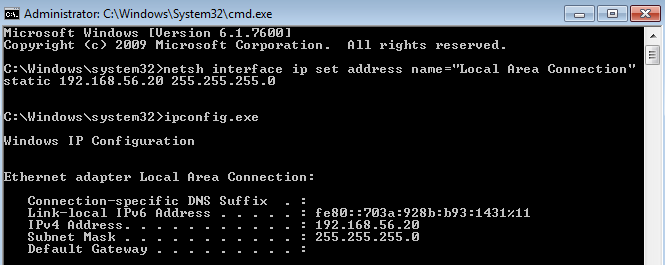 Administrator: C:\Windows\System32\cmd.exe
Microsoft Windows [Version 6.1.7600]
Copyright (c) 2009 Microsoft Corporation.  All rights reserved.
C:\Windows\system32>netsh interface ip set address name="Local Area Connection"
static 192.168.56.20 255.255.255.0
C:\Windows\system32>ipconfig.exe
Windows IP Configuration
Ethernet adapter Local Area Connection:
   Connection-specific DNS Suffix  . :
   Link-local IPv6 Address . . . . . : fe80::703a:928b:b93:1431%11
   IPv4 Address. . . . . . . . . . . : 192.168.56.20
   Subnet Mask . . . . . . . . . . . : 255.255.255.0
   Default Gateway . . . . . . . . . :